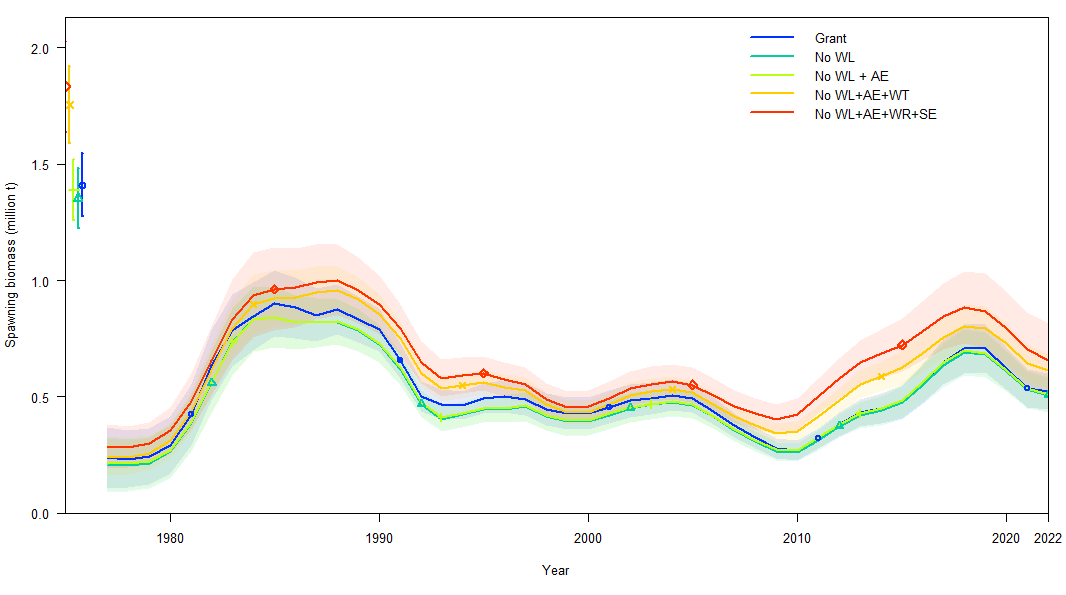 Grant
No WL
No WL + AE
No WL+AE+WT
No WL+AE+WR+SE
Spawning biomass (million t)
2.0
1.5
1.0
0.5
0.0
1980 1990 2000 2010 2020 2022
Year